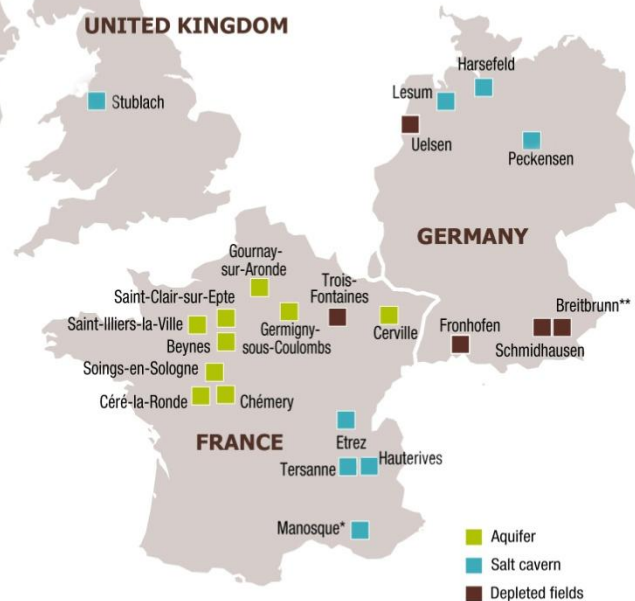 UNITED KINGDOM
Stublach
Harsefeld
Lesum
Uelsen
Peckensen
GERMANY
Gournay-
sur-Aronde
Trois-
Fontaines
Saint-Clair-sur-Epte
Saint-Illiers-la-Ville
Beynes
Germigny-
sous-Coulombs
Cerville
Breitbrunn**
Fronhofen
Schmidhausen
Soings-en-Sologne
Céré-la-Ronde
Chémery
FRANCE
Etrez
Tersanne
Hauterives
Manosque*
Aquifer
Salt cavern
Depleted fields